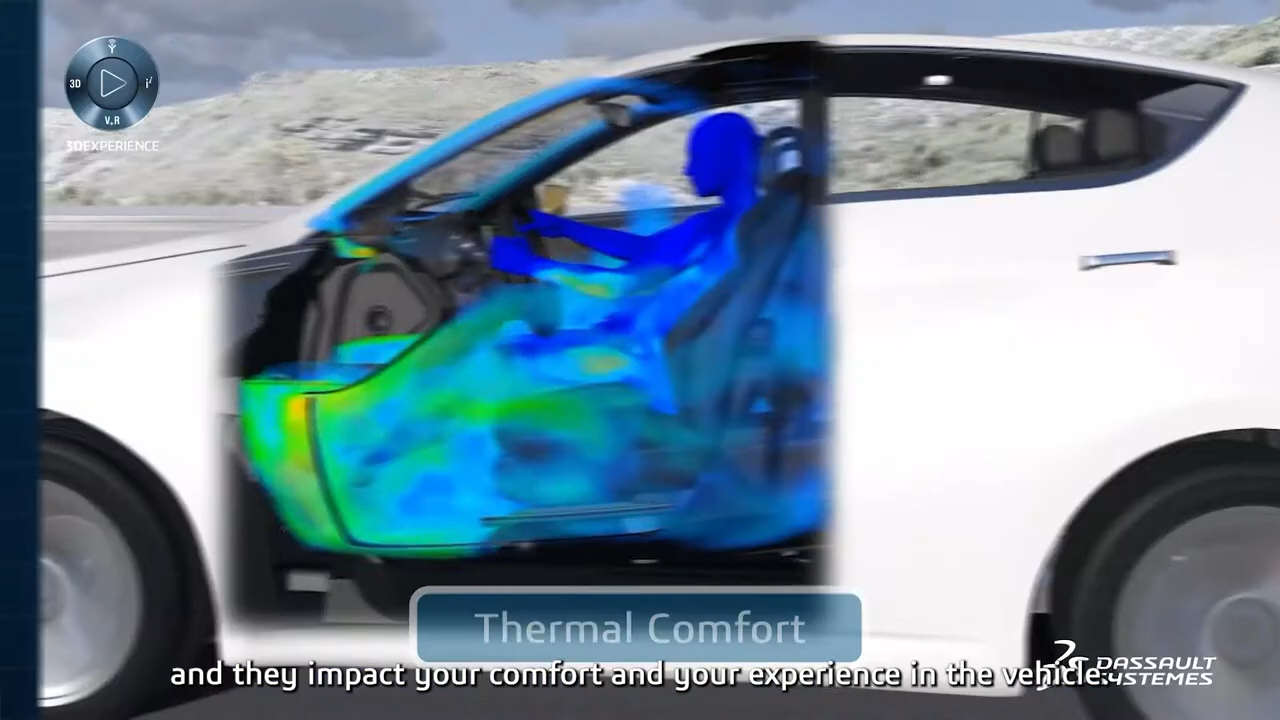 3D
V,R
3DEXPERIENCE
Thermal Comfort
and they impact your comfort and your experience in the vehicle.
DASSAULT
SYSTEMES